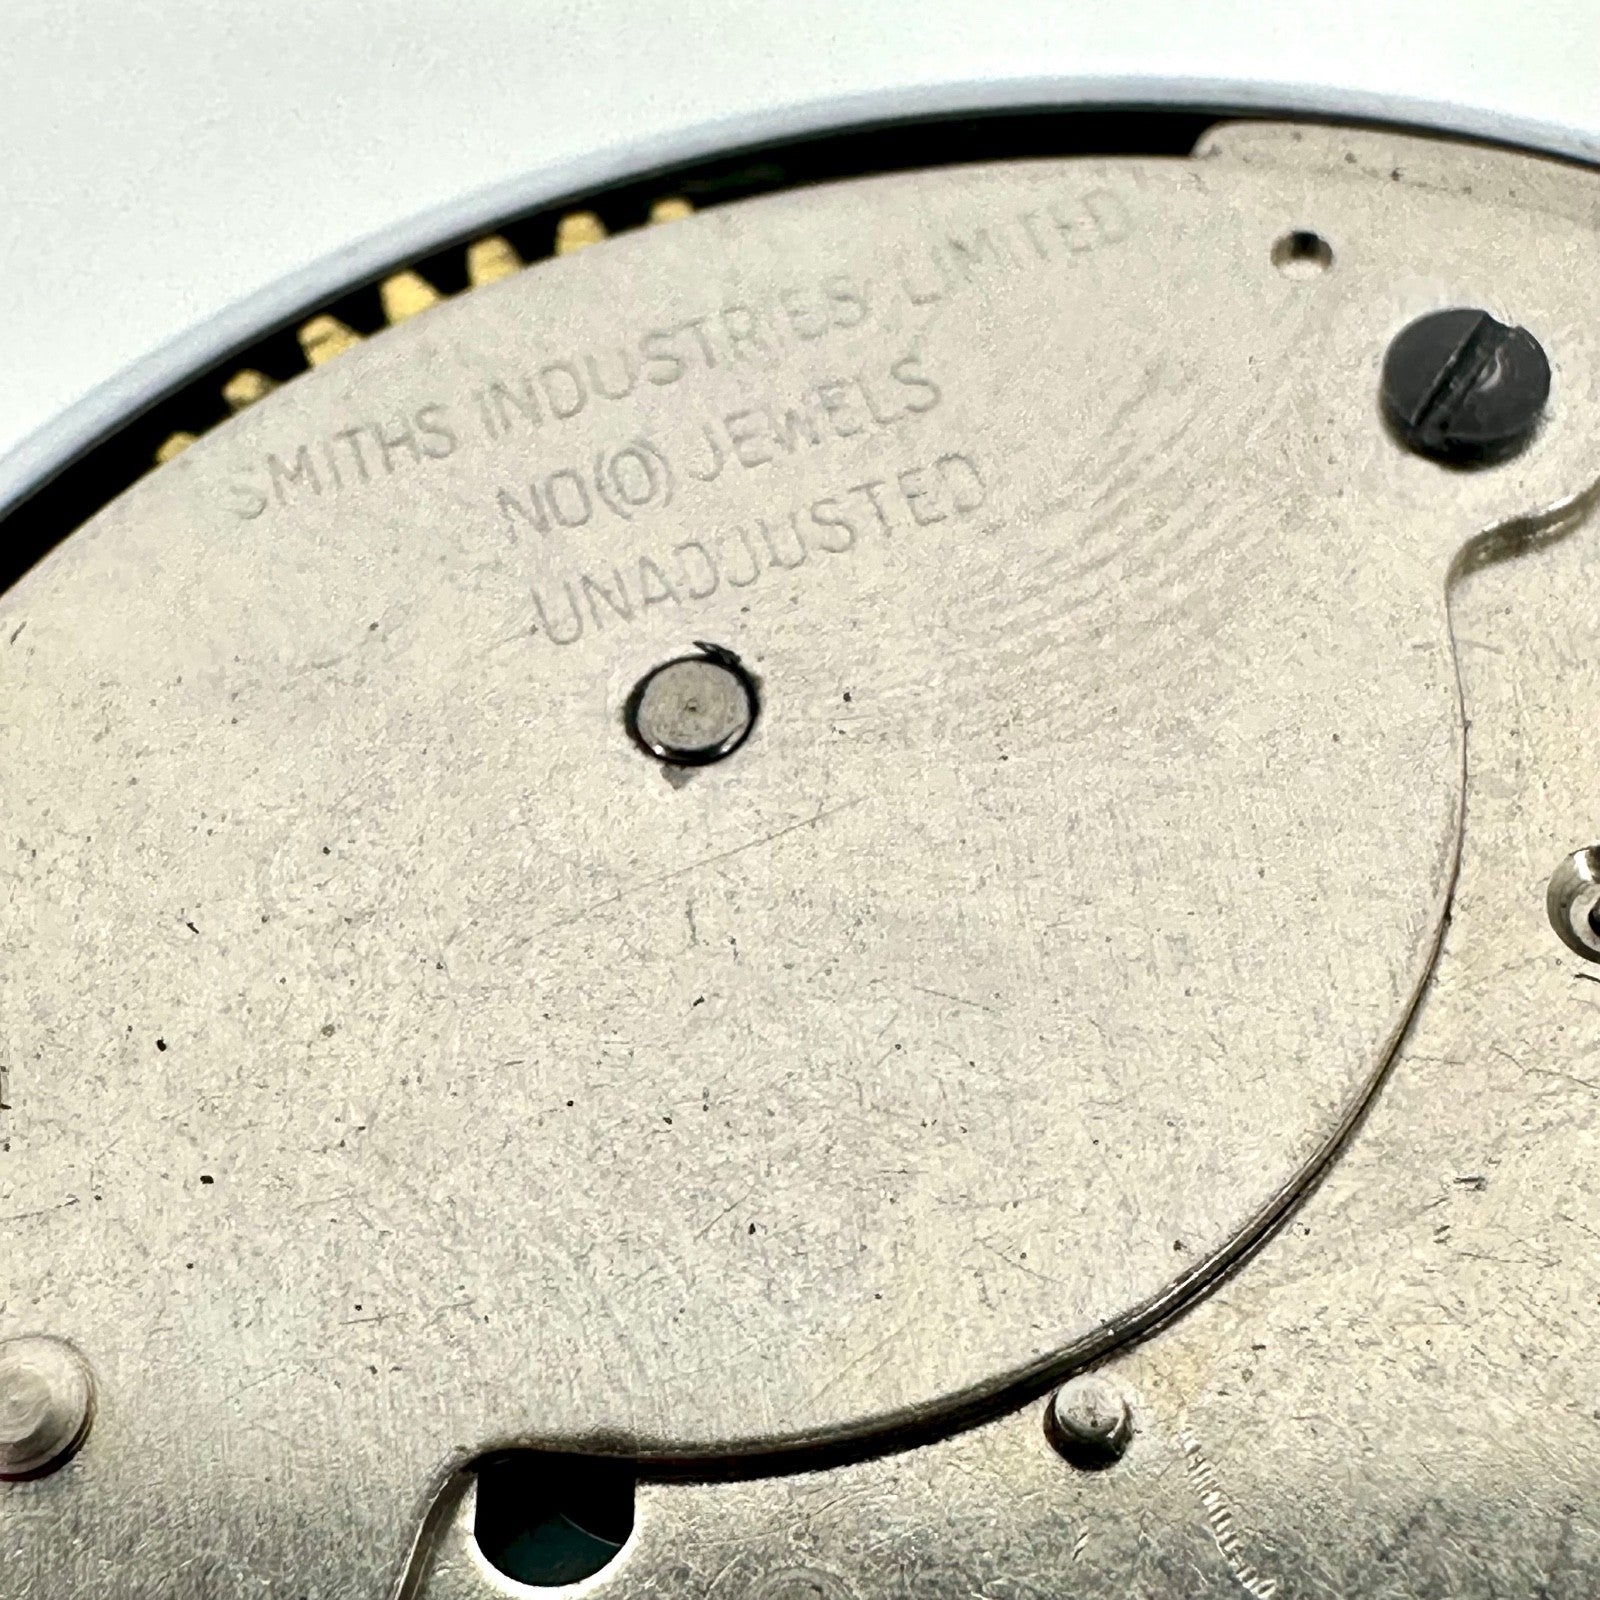 SMITHS INDUSTRIES LIMITED
NO(0) JEWELS
UNADJUSTED